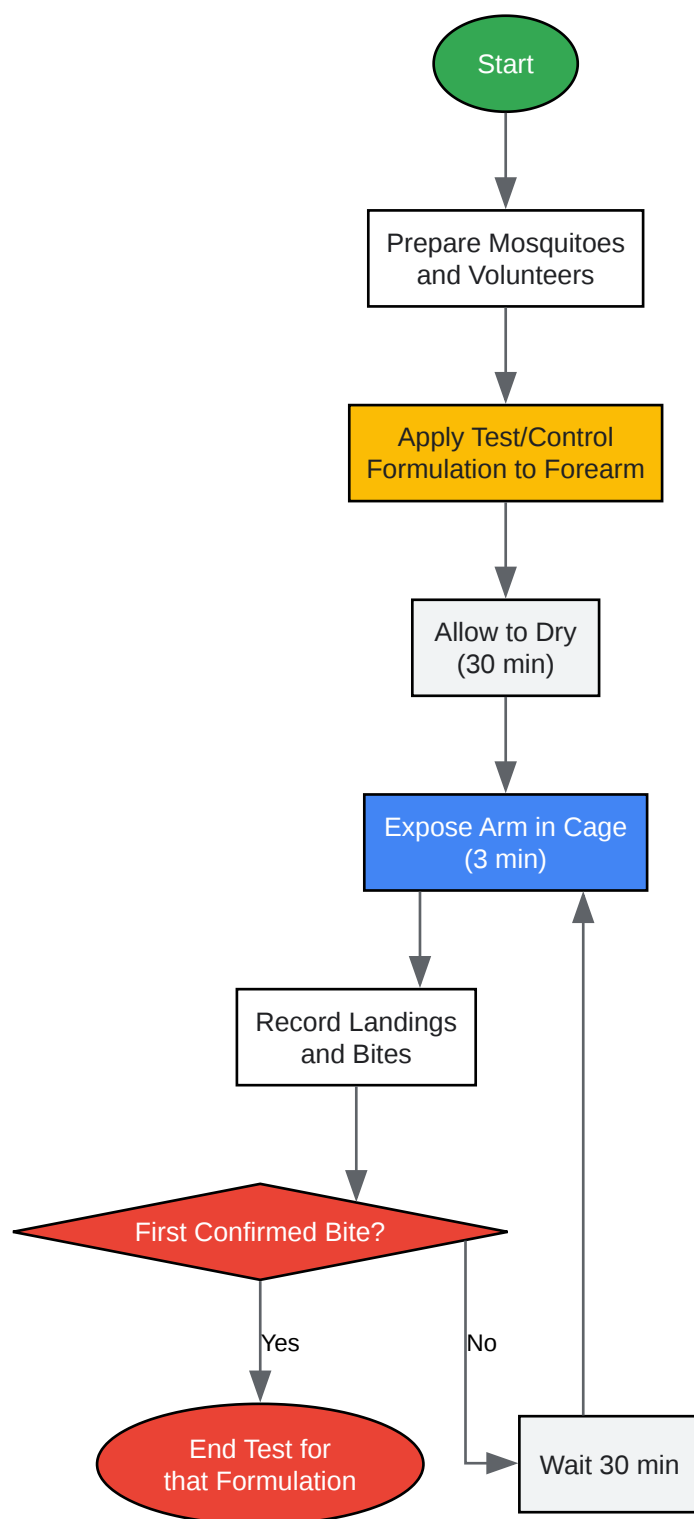 Start
Prepare Mosquitoes
and Volunteers
Apply Test/Control
Formulation to Forearm
Allow to Dry
(30 min)
Expose Arm in Cage
(3 min)
Record Landings
and Bites
First Confirmed Bite?
Yes
No
End Test for
that Formulation
Wait 30 min